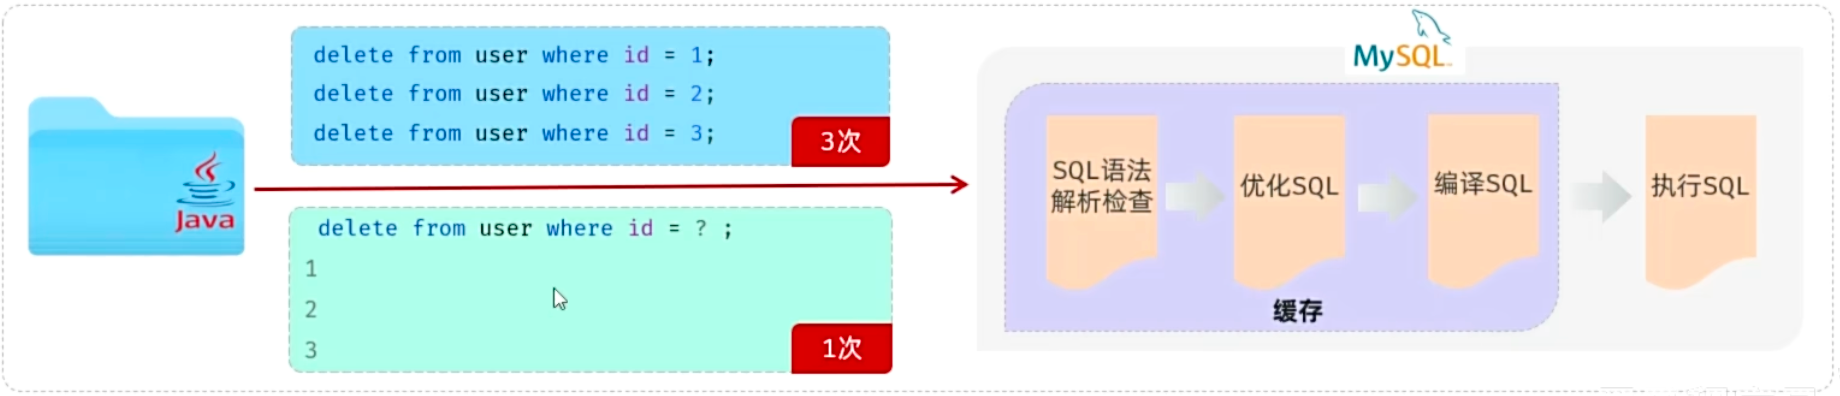 delete from user where id = 1;
delete from user where id = 2;
delete from user where id = 3;
3次
Java
delete from user where id = ? ;
1
2
3
1次
MySQL
SQL语法
解析检查
优化SQL
编译SQL
执行SQL
缓存